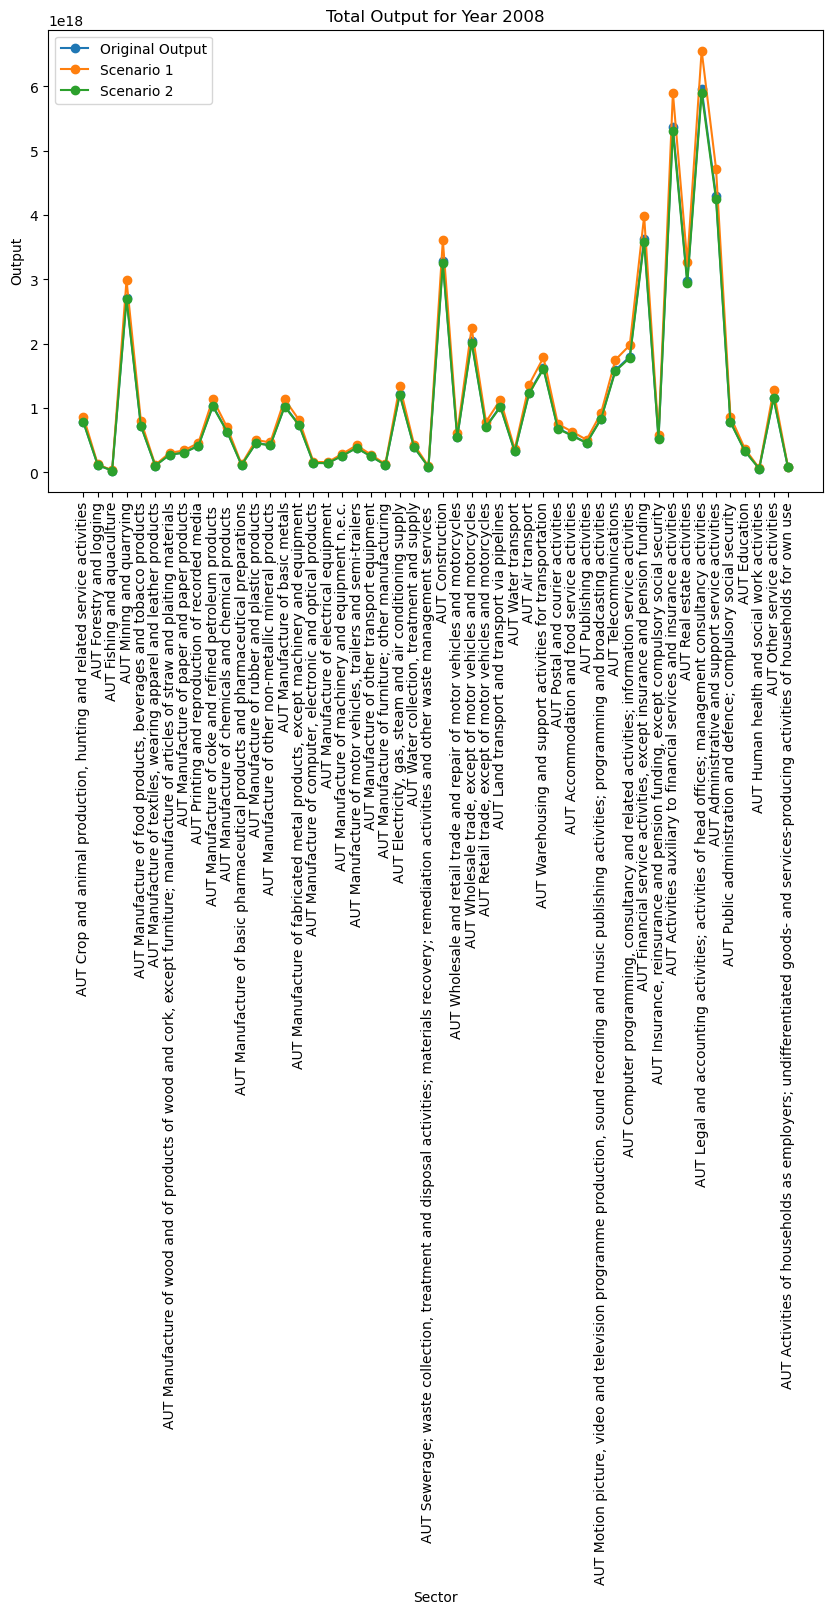 Total Output for Year 2008
1e18
Original Output
Scenario 1
Scenario 2
Output
6
5
4
3
2
1
0
AUT Crop and animal production, hunting and related service activities
AUT Forestry and logging
AUT Fishing and aquaculture
AUT Mining and quarrying
AUT Manufacture of food products, beverages and tobacco products
AUT Manufacture of textiles, wearing apparel and leather products
AUT Manufacture of wood and of products of wood and cork, except furniture; manufacture of articles of straw and plaiting materials
AUT Manufacture of paper and paper products
AUT Printing and reproduction of recorded media
AUT Manufacture of coke and refined petroleum products
AUT Manufacture of chemicals and chemical products
AUT Manufacture of basic pharmaceutical products and pharmaceutical preparations
AUT Manufacture of rubber and plastic products
AUT Manufacture of other non-metallic mineral products
AUT Manufacture of basic metals
AUT Manufacture of fabricated metal products, except machinery and equipment
AUT Manufacture of computer, electronic and optical products
AUT Manufacture of electrical equipment
AUT Manufacture of machinery and equipment n.e.c.
AUT Manufacture of motor vehicles, trailers and semi-trailers
AUT Manufacture of other transport equipment
AUT Manufacture of furniture; other manufacturing
AUT Electricity, gas, steam and air conditioning supply
AUT Water collection, treatment and supply
AUT Sewerage; waste collection, treatment and disposal activities; materials recovery; remediation activities and other waste management services
AUT Construction
AUT Wholesale and retail trade and repair of motor vehicles and motorcycles
AUT Wholesale trade, except of motor vehicles and motorcycles
AUT Retail trade, except of motor vehicles and motorcycles
AUT Land transport and transport via pipelines
AUT Water transport
AUT Air transport
AUT Warehousing and support activities for transportation
AUT Postal and courier activities
AUT Accommodation and food service activities
AUT Publishing activities
AUT Motion picture, video and television programme production, sound recording and music publishing activities; programming and broadcasting activities
AUT Telecommunications
AUT Computer programming, consultancy and related activities; information service activities
AUT Financial service activities, except insurance and pension funding
AUT Insurance, reinsurance and pension funding, except compulsory social security
AUT Activities auxiliary to financial services and insurance activities
AUT Real estate activities
AUT Legal and accounting activities; activities of head offices; management consultancy activities
AUT Administrative and support service activities
AUT Public administration and defence; compulsory social security
AUT Education
AUT Human health and social work activities
AUT Other service activities
AUT Activities of households as employers; undifferentiated goods- and services-producing activities of households for own use
Sector